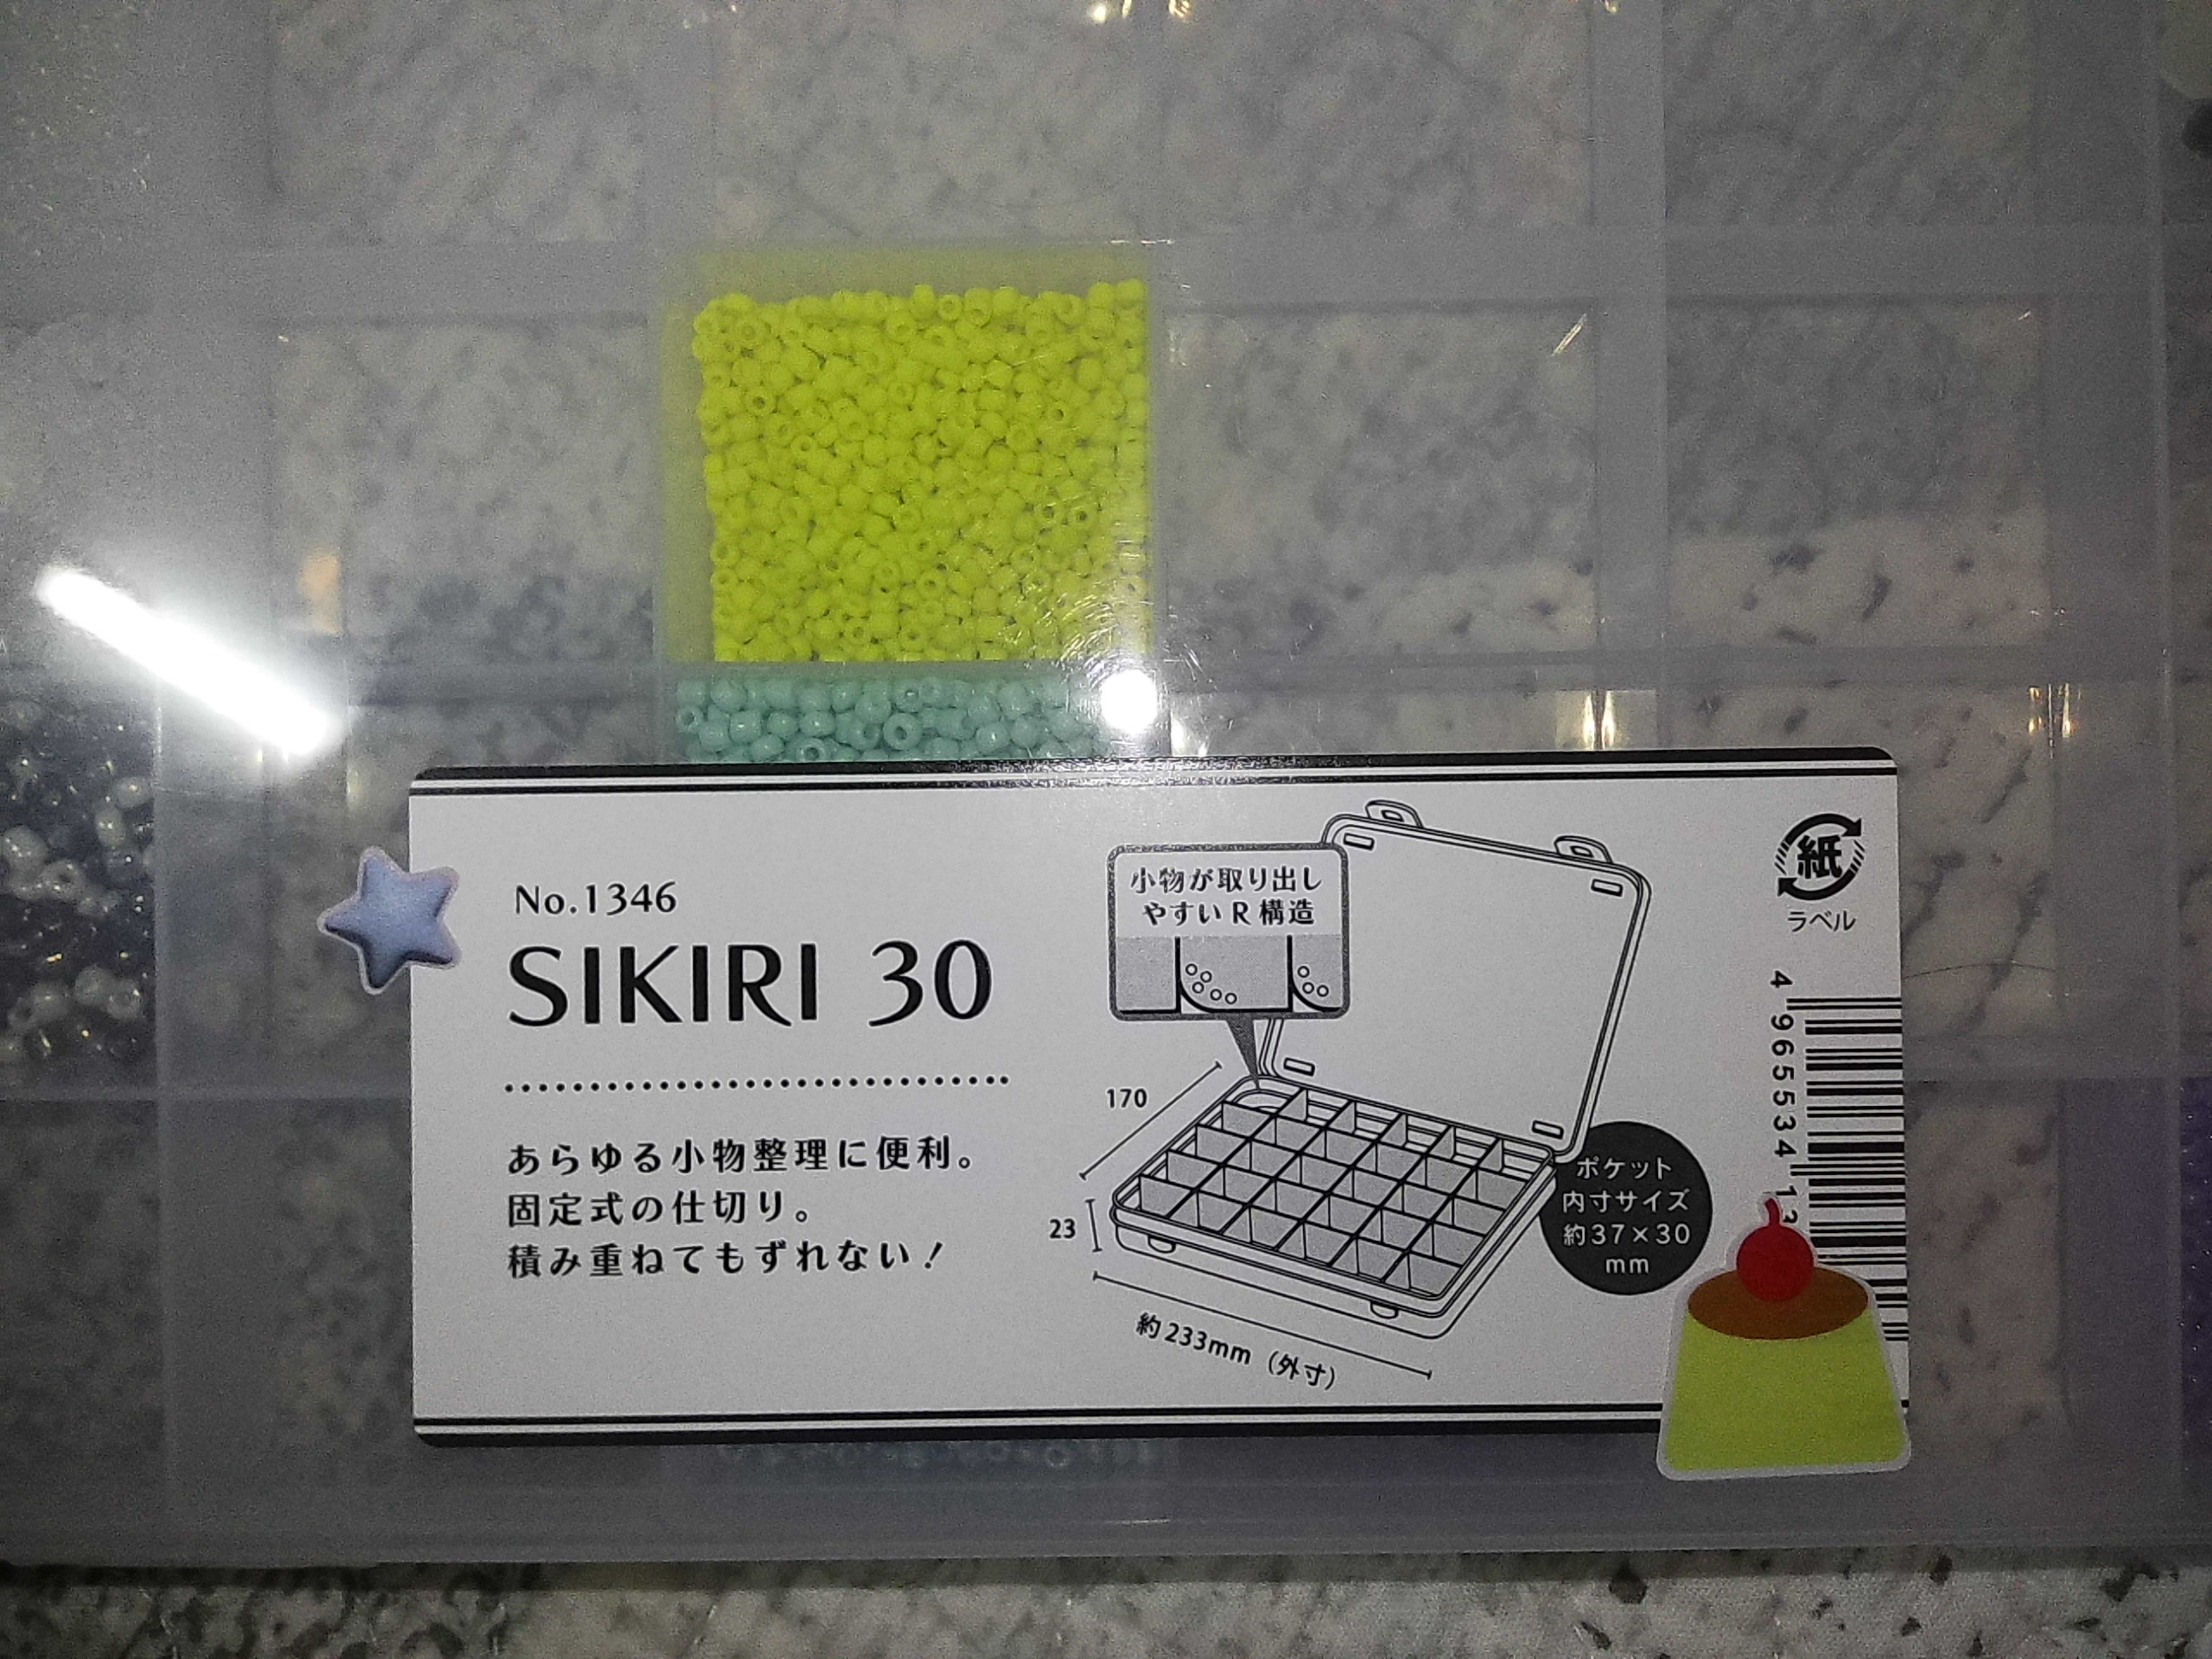 No.1346
SIKIRI 30
あらゆる小物整理に便利。
固定式の仕切り。
積み重ねてもずれない！
小物が取り出し
やすいR構造
170
23
約233mm（外寸）
ポケット
内寸サイズ
約37×30
mm
紙
ラベル
4 965534 13